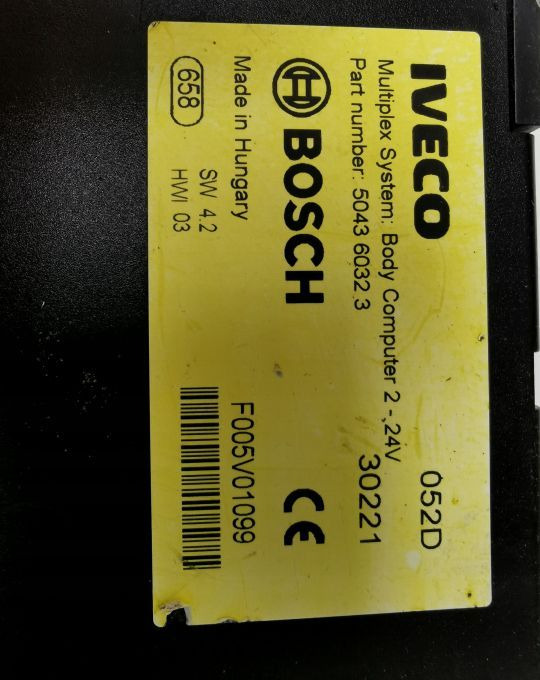 IVECO 052D
Multiplex System: Body Computer 2 - 24V
Part number: 5043 6032 3 30221
BOSCH CE
Made in Hungary F005V01099
658 SW 4.2
HWI 03